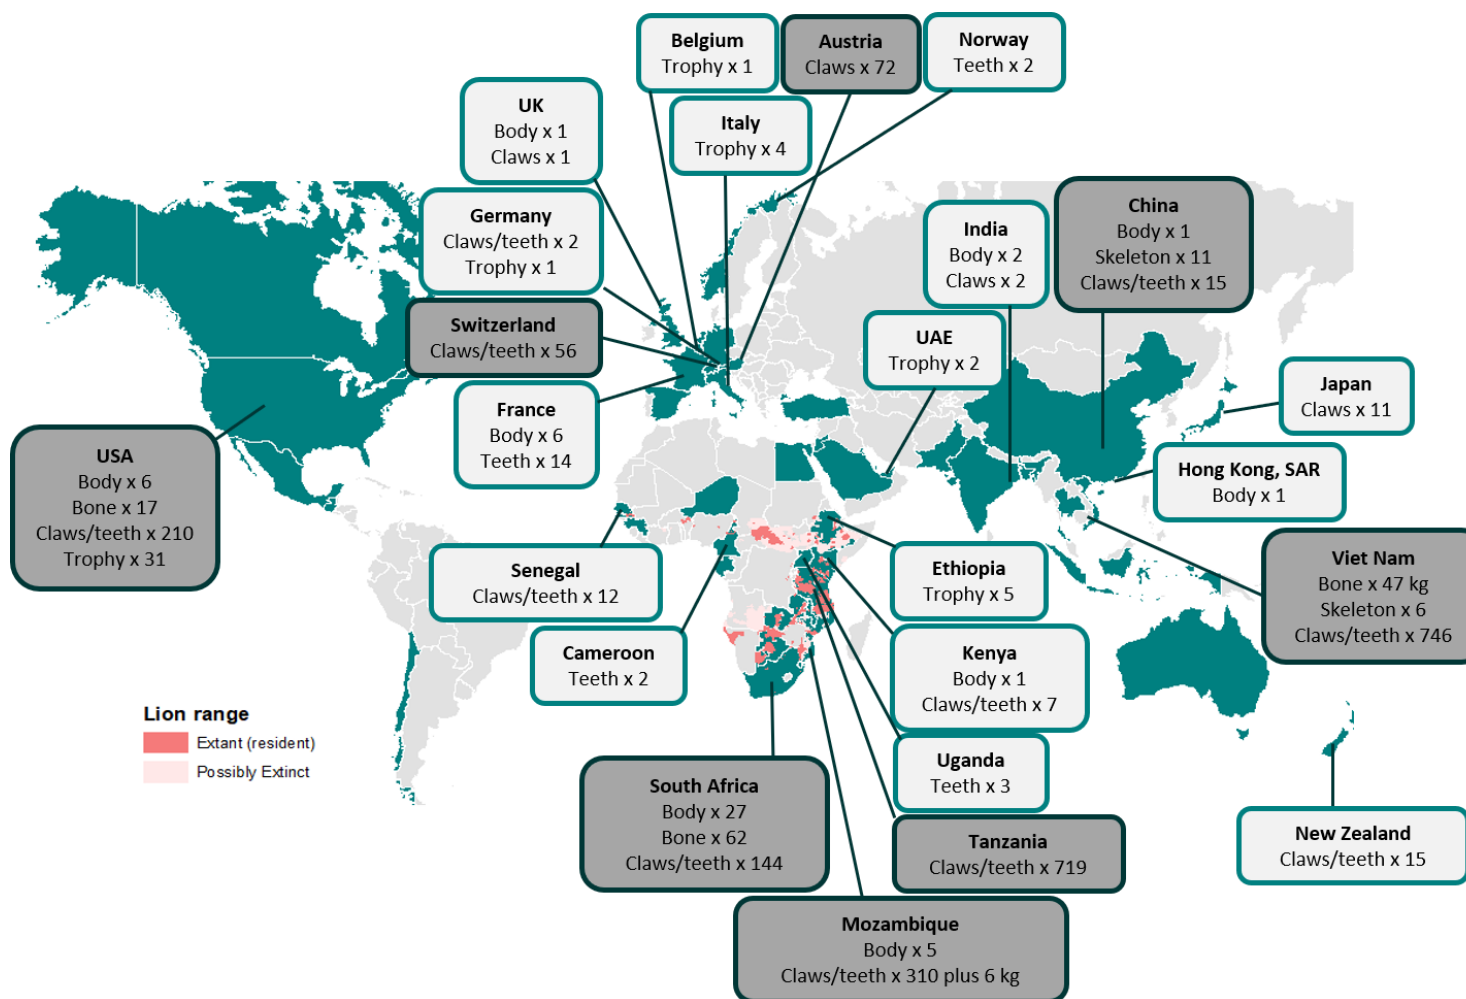 Belgium
Trophy x 1
Austria
Claws x 72
Norway
Teeth x 2
UK
Body x 1
Claws x 1
Italy
Trophy x 4
Germany
Claws/teeth x 2
Trophy x 1
India
Body x 2
Claws x 2
China
Body x 1
Skeleton x 11
Claws/teeth x 15
Switzerland
Claws/teeth x 56
UAE
Trophy x 2
Japan
Claws x 11
France
Body x 6
Teeth x 14
USA
Body x 6
Bone x 17
Claws/teeth x 210
Trophy x 31
Hong Kong, SAR
Body x 1
Senegal
Claws/teeth x 12
Ethiopia
Trophy x 5
Viet Nam
Bone x 47 kg
Skeleton x 6
Claws/teeth x 746
Cameroon
Teeth x 2
Kenya
Body x 1
Claws/teeth x 7
Lion range
Extant (resident)
Possibly Extinct
Uganda
Teeth x 3
South Africa
Body x 27
Bone x 62
Claws/teeth x 144
Tanzania
Claws/teeth x 719
New Zealand
Claws/teeth x 15
Mozambique
Body x 5
Claws/teeth x 310 plus 6 kg